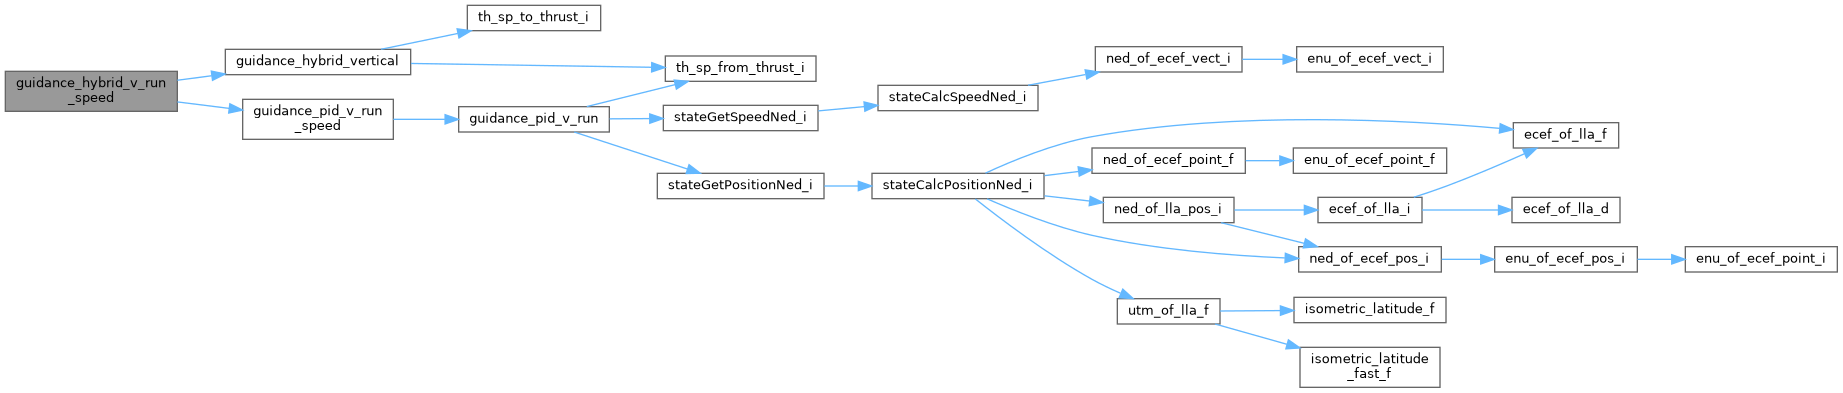 guidance_hybrid_v_run
_speed
guidance_hybrid_vertical
th_sp_to_thrust_i
th_sp_from_thrust_i
guidance_pid_v_run
_speed
guidance_pid_v_run
stateGetSpeedNed_i
stateCalcSpeedNed_i
ned_of_ecef_vect_i
enu_of_ecef_vect_i
stateGetPositionNed_i
stateCalcPositionNed_i
ecef_of_lla_f
ned_of_ecef_point_f
enu_of_ecef_point_f
ned_of_lla_pos_i
ecef_of_lla_i
ecef_of_lla_d
ned_of_ecef_pos_i
enu_of_ecef_pos_i
enu_of_ecef_point_i
utm_of_lla_f
isometric_latitude_f
isometric_latitude
_fast_f